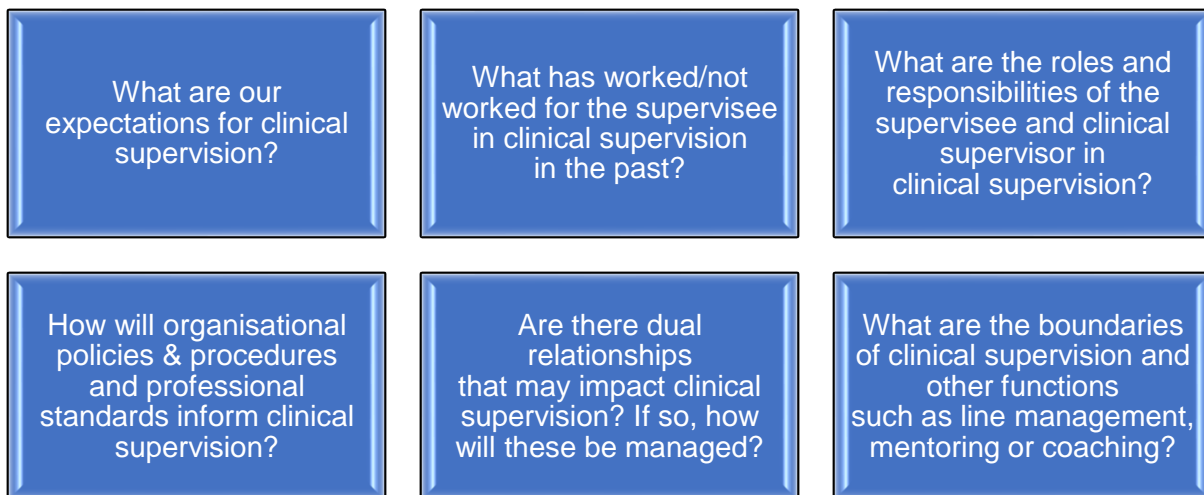 What are our
expectations for clinical
supervision?
What has worked/not
worked for the supervisee
in clinical supervision
in the past?
What are the roles and
responsibilities of the
supervisee and clinical
supervisor in
clinical supervision?
How will organisational
policies & procedures
and professional
standards inform clinical
supervision?
Are there dual
relationships
that may impact clinical
supervision? If so, how
will these be managed?
What are the boundaries
of clinical supervision and
other functions
such as line management,
mentoring or coaching?